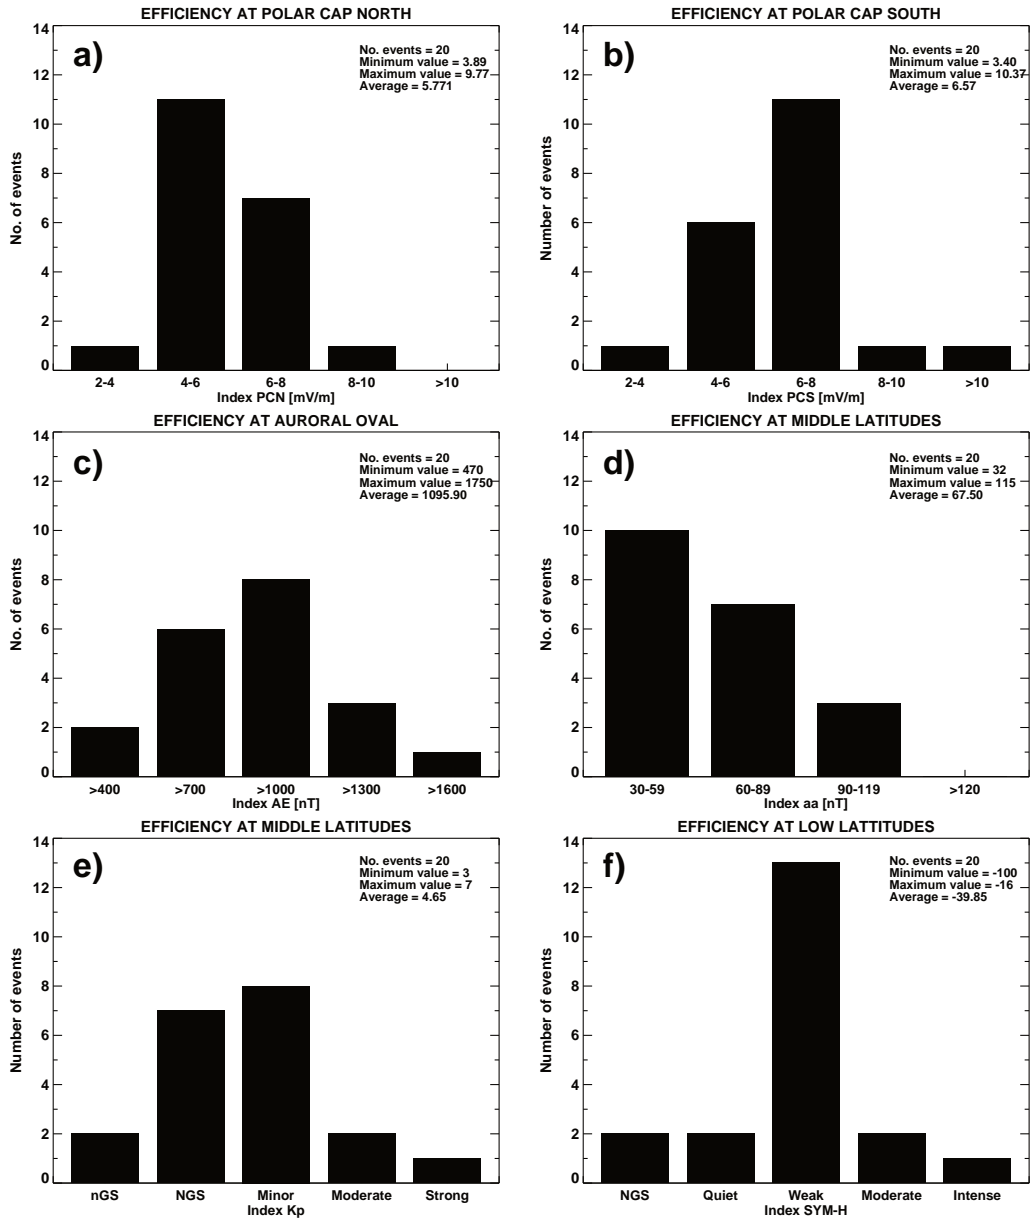 EFFICIENCY AT POLAR CAP NORTH
a)
No. events = 20
Minimum value = 3.89
Maximum value = 9.77
Average = 5.771
No. of events
14
12
10
8
6
4
2
0
2-4 4-6 6-8 8-10 >10
Index PCN [mV/m]
EFFICIENCY AT POLAR CAP SOUTH
b)
No. events = 20
Minimum value = 3.40
Maximum value = 10.37
Average = 6.57
Number of events
14
12
10
8
6
4
2
0
2-4 4-6 6-8 8-10 >10
Index PCS [mV/m]
EFFICIENCY AT AURORAL OVAL
c)
No. events = 20
Minimum value = 470
Maximum value = 1750
Average = 1095.90
No. of events
14
12
10
8
6
4
2
0
>400 >700 >1000 >1300 >1600
Index AE [nT]
EFFICIENCY AT MIDDLE LATITUDES
d)
No. events = 20
Minimum value = 32
Maximum value = 115
Average = 67.50
No. of events
14
12
10
8
6
4
2
0
30-59 60-89 90-119 >120
Index aa [nT]
EFFICIENCY AT MIDDLE LATITUDES
e)
No. events = 20
Minimum value = 3
Maximum value = 7
Average = 4.65
Number of events
14
12
10
8
6
4
2
0
nGS NGS Minor Moderate Strong
Index Kp
EFFICIENCY AT LOW LATTITUDES
f)
No. events = 20
Minimum value = -100
Maximum value = -16
Average = -39.85
Number of events
14
12
10
8
6
4
2
0
NGS Quiet Weak Moderate Intense
Index SYM-H